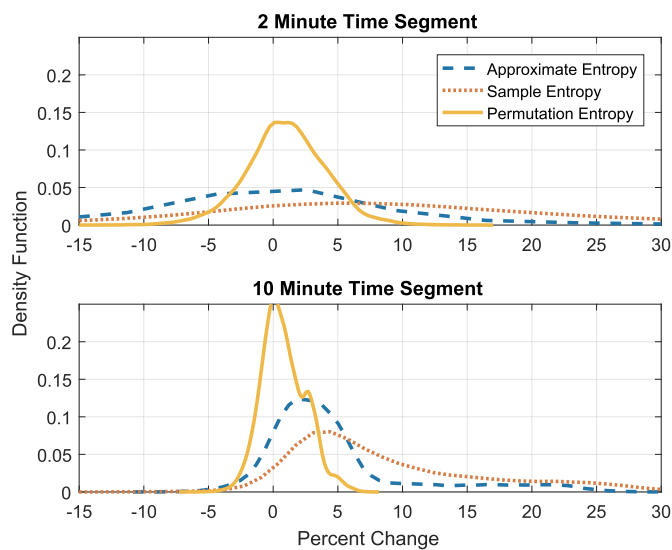 2 Minute Time Segment
0.2
0.15
0.1
0.05
0
Approximate Entropy
Sample Entropy
Permutation Entropy
-15 -10 -5 0 5 10 15 20 25 30
Density Function
10 Minute Time Segment
0.2
0.15
0.1
0.05
0
-15 -10 -5 0 5 10 15 20 25 30
Percent Change